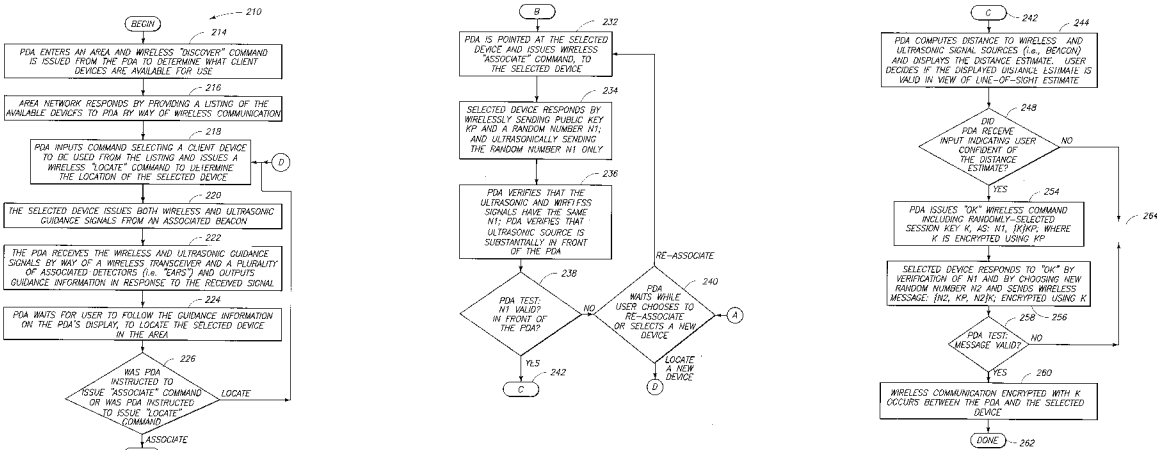 210
BEGIN
214
PDA ENTERS AN AREA AND WIRELESS "DISCOVER" COMMAND
IS ISSUED FROM THE PDA TO DETERMINE WHAT CLIENT
DEVICES ARE AVAILABLE FOR USE
216
AREA NETWORK RESPONDS BY PROVIDING A LISTING OF THE
AVAILABLE DEVICES TO PDA BY WAY OF WIRELESS COMMUNICATION
218
PDA INPUTS COMMAND SELECTING A CLIENT DEVICE
TO BE USED FROM THE LISTING AND ISSUES A
WIRELESS "LOCATE" COMMAND TO DETERMINE
THE LOCATION OF THE SELECTED DEVICE
D
220
THE SELECTED DEVICE ISSUES BOTH WIRELESS AND ULTRASONIC
GUIDANCE SIGNALS FROM AN ASSOCIATED BEACON
222
THE PDA RECEIVES THE WIRELESS AND ULTRASONIC GUIDANCE
SIGNALS BY WAY OF A WIRELESS TRANSCEIVER AND A PLURALITY
OF ASSOCIATED DETECTORS (i.e. "EARS") AND OUTPUTS
GUIDANCE INFORMATION IN RESPONSE TO THE RECEIVED SIGNAL
224
PDA WAITS FOR USER TO FOLLOW THE GUIDANCE INFORMATION
ON THE PDA'S DISPLAY, TO LOCATE THE SELECTED DEVICE
IN THE AREA
226
WAS PDA
INSTRUCTED TO
ISSUE "ASSOCIATE" COMMAND
OR WAS PDA INSTRUCTED
TO ISSUE "LOCATE"
COMMAND
LOCATE
ASSOCIATE
B
232
PDA IS POINTED AT THE SELECTED
DEVICE AND ISSUES WIRELESS
"ASSOCIATE" COMMAND, TO
THE SELECTED DEVICE
234
SELECTED DEVICE RESPONDS BY
WIRELESSLY SENDING PUBLIC KEY
KP AND A RANDOM NUMBER N1;
AND ULTRASONICALLY SENDING
THE RANDOM NUMBER N1 ONLY
236
PDA VERIFIES THAT THE
ULTRASONIC AND WIRELESS
SIGNALS HAVE THE SAME
N1; PDA VERIFIES THAT
ULTRASONIC SOURCE IS
SUBSTANTIALLY IN FRONT
OF THE PDA
RE-ASSOCIATE
238
PDA TEST:
N1 VALID?
IN FRONT OF
THE PDA?
NO
240
PDA
WAITS WHILE
USER CHOOSES TO
RE-ASSOCIATE
OR SELECTS A NEW
DEVICE
A
YES
C
242
LOCATE
A NEW
DEVICE
D
C
242
244
PDA COMPUTES DISTANCE TO WIRELESS AND
ULTRASONIC SIGNAL SOURCES (i.e., BEACON)
AND DISPLAYS THE DISTANCE ESTIMATE. USER
DECIDES IF THE DISPLAYED DISTANCE ESTIMATE IS
VALID IN VIEW OF LINE-OF-SIGHT ESTIMATE
248
DID
PDA RECEIVE
INPUT INDICATING USER
CONFIDENT OF
THE DISTANCE
ESTIMATE?
NO
YES
254
PDA ISSUES "OK" WIRELESS COMMAND
INCLUDING RANDOMLY-SELECTED
SESSION KEY K, AS: N1, {K}KP, WHERE
K IS ENCRYPTED USING KP
264
SELECTED DEVICE RESPONDS TO "OK" BY
VERIFICATION OF N1 AND BY CHOOSING NEW
RANDOM NUMBER N2 AND SENDS WIRELESS
MESSAGE: {N2, KP, N2}K; ENCRYPTED USING K
256
258
PDA TEST:
MESSAGE VALID?
NO
YES
260
WIRELESS COMMUNICATION ENCRYPTED WITH K
OCCURS BETWEEN THE PDA AND THE SELECTED
DEVICE
DONE
262